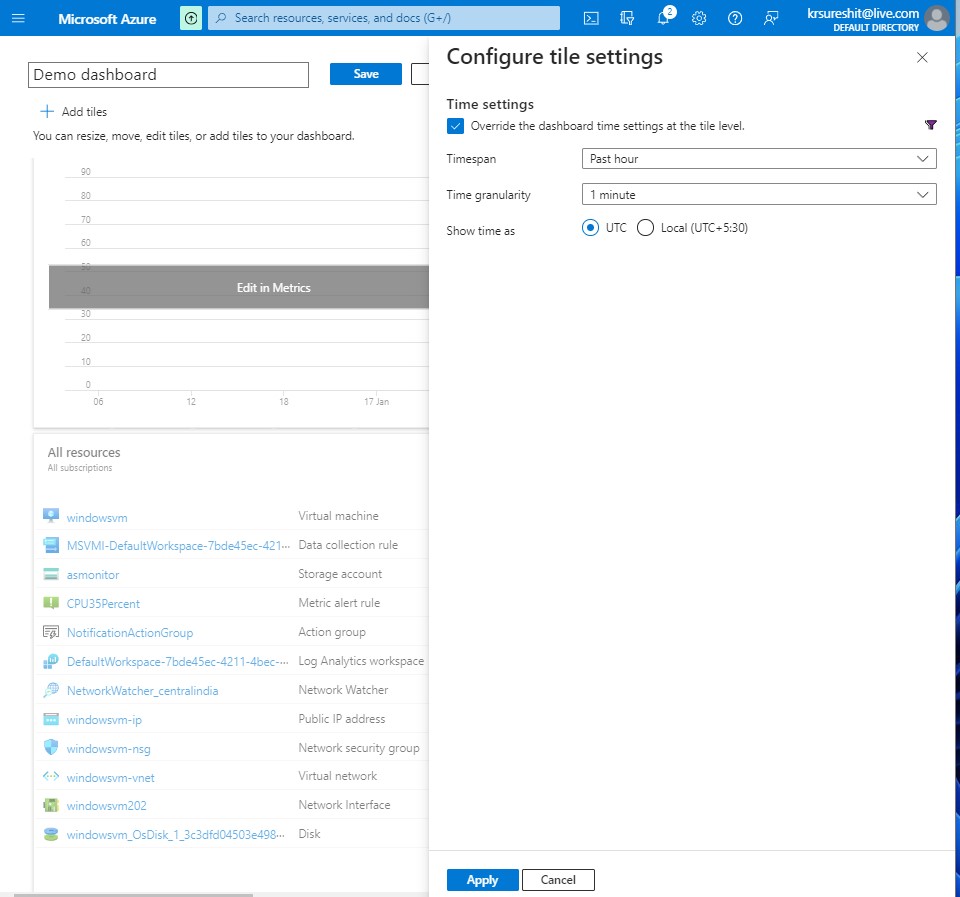 Microsoft Azure
Search resources, services, and docs (G+/)
2
krsureshit@live.com
DEFAULT DIRECTORY
Demo dashboard
Save
Add tiles
You can resize, move, edit tiles, or add tiles to your dashboard.
90
80
70
60
50
40
Edit in Metrics
30
20
10
0
06 12 18 17 Jan
All resources
All subscriptions
windowsvm Virtual machine
MSVMI-DefaultWorkspace-7bde45ec-421... Data collection rule
asmonitor Storage account
CPU35Percent Metric alert rule
NotificationActionGroup Action group
DefaultWorkspace-7bde45ec-4211-4bec-... Log Analytics workspace
NetworkWatcher_centralindia Network Watcher
windowsvm-ip Public IP address
windowsvm-nsg Network security group
windowsvm-vnet Virtual network
windowsvm202 Network Interface
windowsvm_OsDisk_1_3c3dfd04503e498... Disk
Configure tile settings
Time settings
Override the dashboard time settings at the tile level.
Timespan Past hour
Time granularity 1 minute
Show time as UTC Local (UTC+5:30)
Apply Cancel